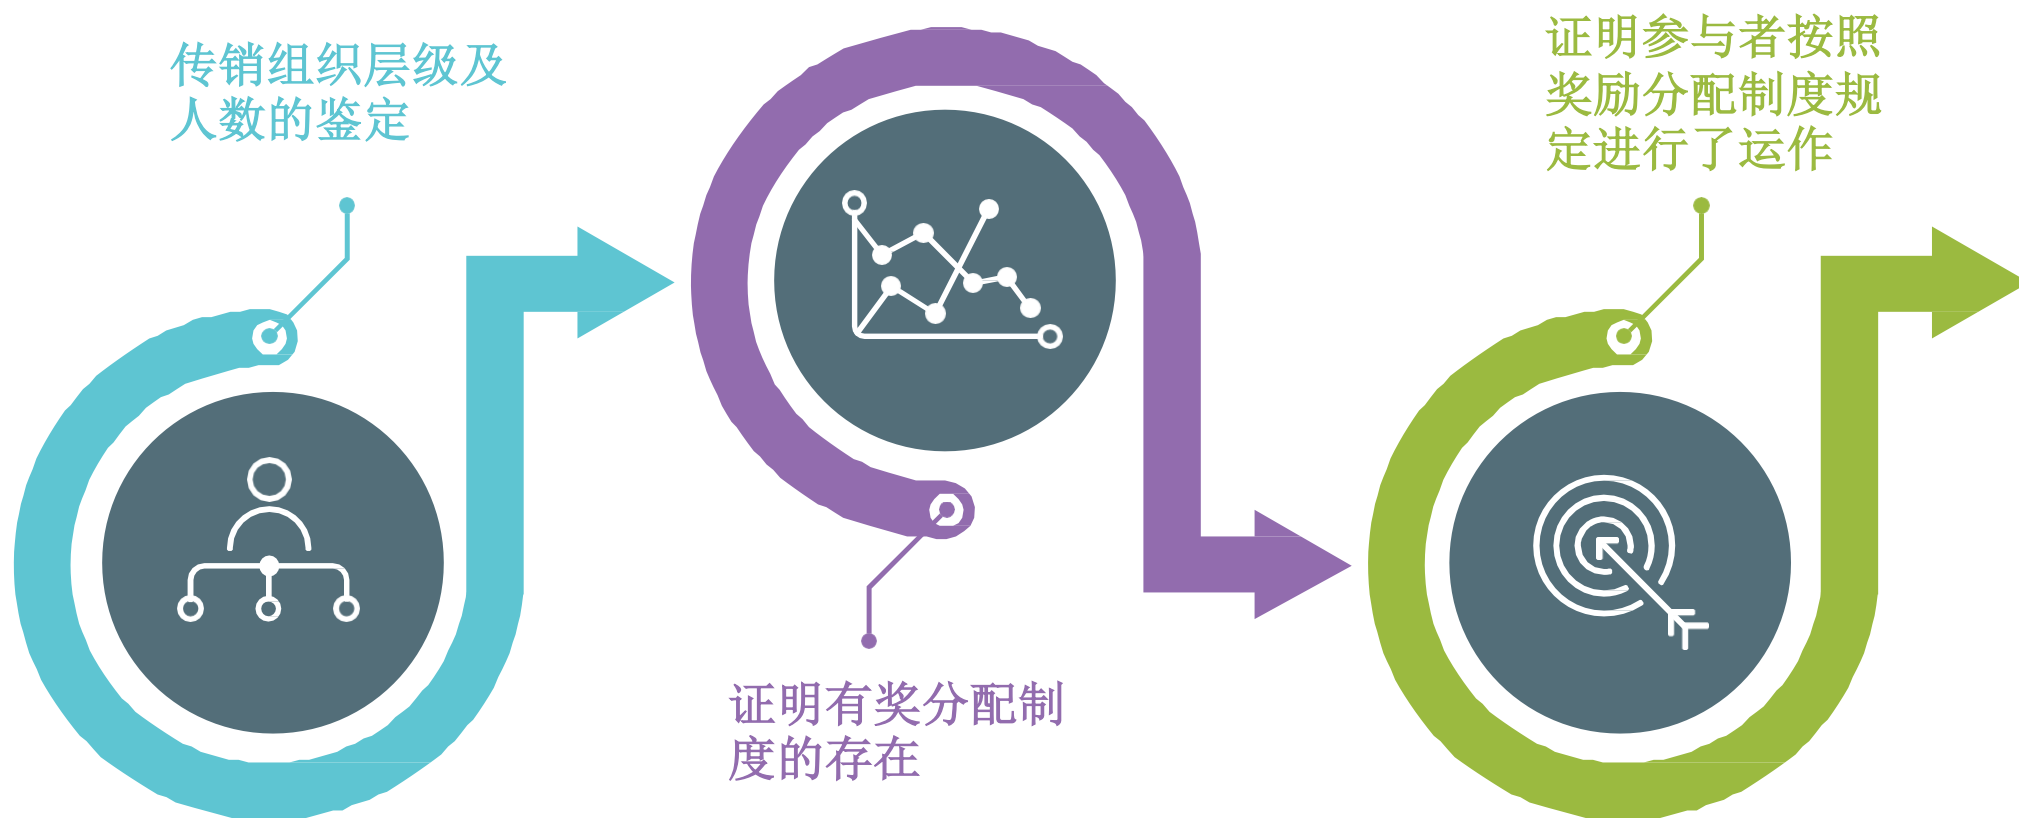 传销组织层级及
人数的鉴定
证明有奖分配制
度的存在
证明参与者按照
奖励分配制度规
定进行了运作